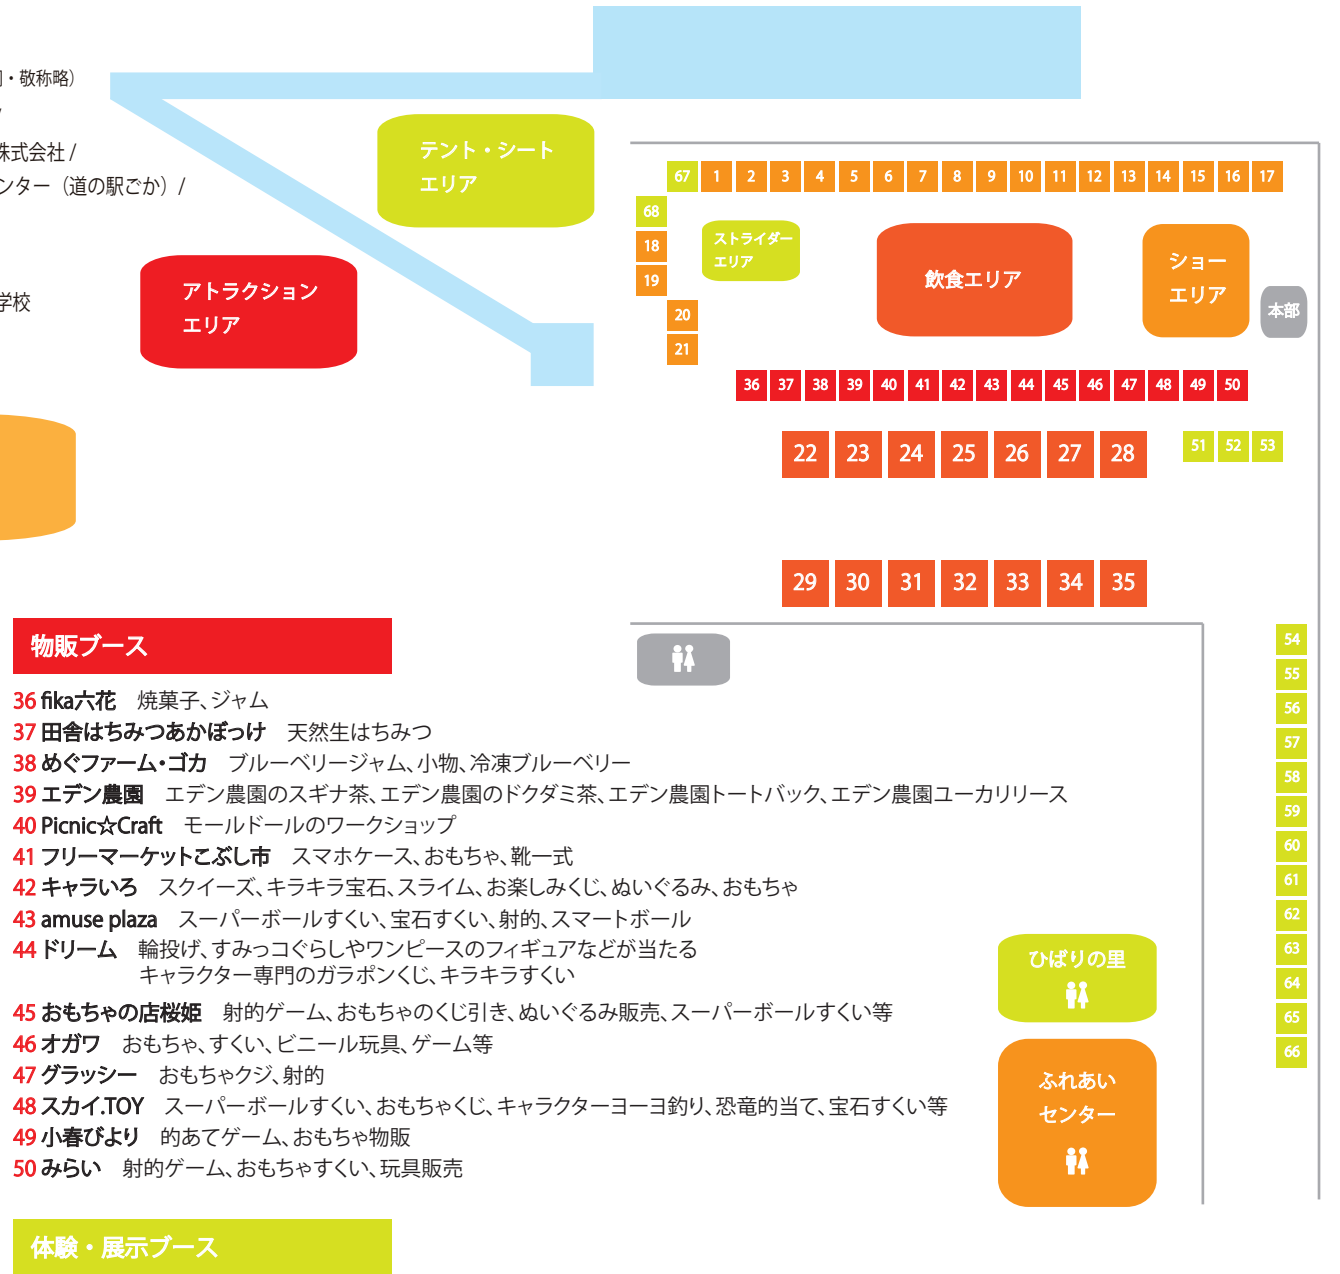 ・敬称略）
株式会社 /
ンター（道の駅ごか）/
学校
テント・シート
エリア
アトラクション
エリア
67 1 2 3 4 5 6 7 8 9 10 11 12 13 14 15 16 17
68
18
19
20
21
ストライダー
エリア
飲食エリア
ショー
エリア
本部
36 37 38 39 40 41 42 43 44 45 46 47 48 49 50
22 23 24 25 26 27 28
51 52 53
29 30 31 32 33 34 35
54
55
56
57
58
59
60
61
62
63
64
65
66
ひばりの里
ふれあい
センター
物販ブース
36 fika六花　焼菓子、ジャム
37 田舎はちみつあかぼっけ　天然生はちみつ
38 めぐファーム・ゴカ　ブルーベリージャム、小物、冷凍ブルーベリー
39 エデン農園　エデン農園のスギナ茶、エデン農園のドクダミ茶、エデン農園トートバック、エデン農園ユーカリリース
40 Picnic☆Craft　モールドールのワークショップ
41 フリーマーケットこぶし市　スマホケース、おもちゃ、靴一式
42 キャラいろ　スクイーズ、キラキラ宝石、スライム、お楽しみくじ、ぬいぐるみ、おもちゃ
43 amuse plaza　スーパーボールすくい、宝石すくい、射的、スマートボール
44 ドリーム　輪投げ、すみっコぐらしやワンピースのフィギュアなどが当たる
キャラクター専門のガラポンくじ、キラキラすくい
45 おもちゃの店桜姫　射的ゲーム、おもちゃのくじ引き、ぬいぐるみ販売、スーパーボールすくい等
46 オガワ　おもちゃ、すくい、ビニール玩具、ゲーム等
47 グラッシー　おもちゃクジ、射的
48 スカイ.TOY　スーパーボールすくい、おもちゃくじ、キャラクターヨーヨ釣り、恐竜的当て、宝石すくい等
49 小春びより　的あてゲーム、おもちゃ物販
50 みらい　射的ゲーム、おもちゃすくい、玩具販売
体験・展示ブース